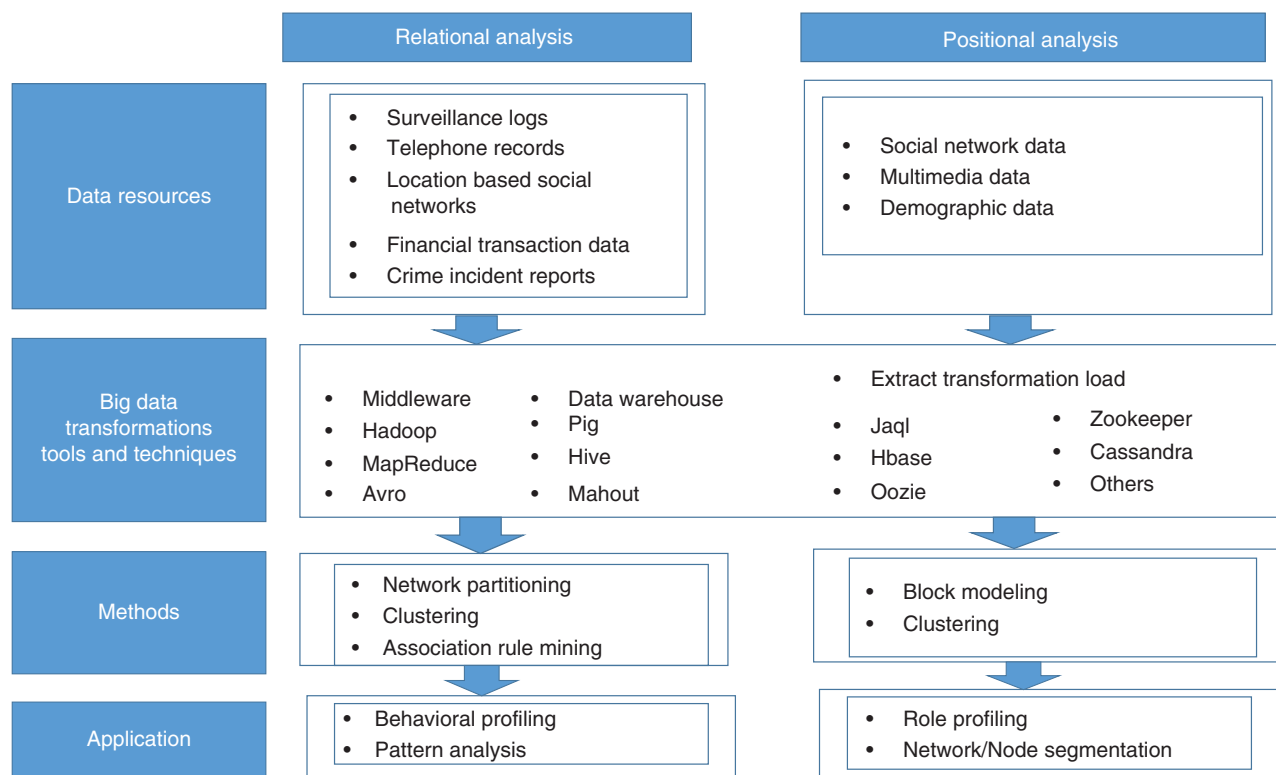 Relational analysis
Positional analysis
Data resources
• Surveillance logs
• Telephone records
• Location based social
networks
• Financial transaction data
• Crime incident reports
• Social network data
• Multimedia data
• Demographic data
Big data
transformations
tools and techniques
• Middleware
• Hadoop
• MapReduce
• Avro
• Data warehouse
• Pig
• Hive
• Mahout
• Extract transformation load
• Jaql
• Hbase
• Oozie
• Zookeeper
• Cassandra
• Others
Methods
• Network partitioning
• Clustering
• Association rule mining
• Block modeling
• Clustering
Application
• Behavioral profiling
• Pattern analysis
• Role profiling
• Network/Node segmentation